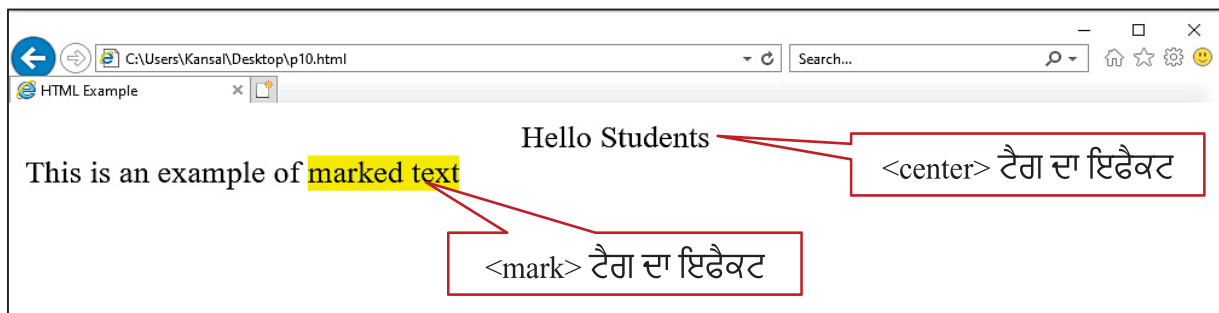 C:\Users\Kansal\Desktop\p10.html
Search...
HTML Example
Hello Students
<center> ਟੈਗ ਦਾ ਇਫੈਕਟ
This is an example of marked text
<mark> ਟੈਗ ਦਾ ਇਫੈਕਟ